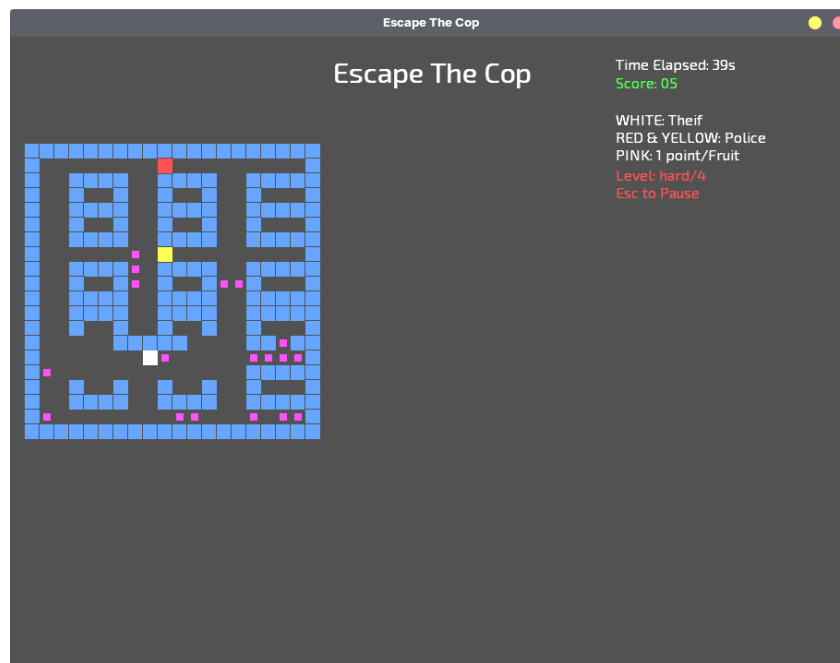 Escape The Cop
Escape The Cop
Time Elapsed: 39s
Score: 05
WHITE: Theif
RED & YELLOW: Police
PINK: 1 point/Fruit
Level: hard/4
Esc to Pause